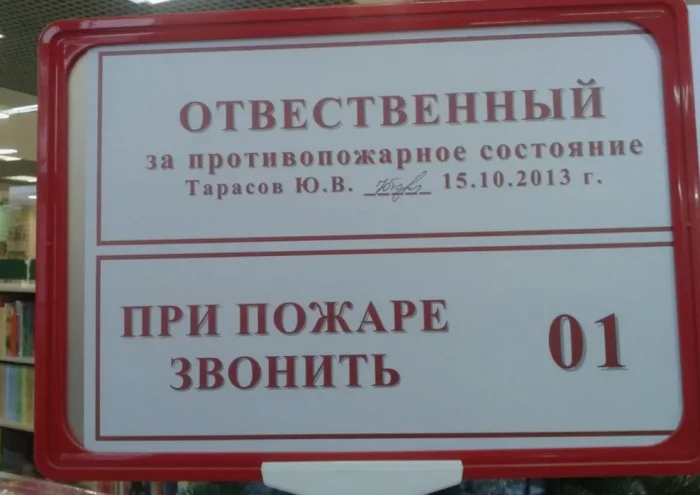 ОТВЕСТВЕННЫЙ
за противопожарное состояние
Тарасов Ю.В. 15.10.2013 г.
ПРИ ПОЖАРЕ
ЗВОНИТЬ
01